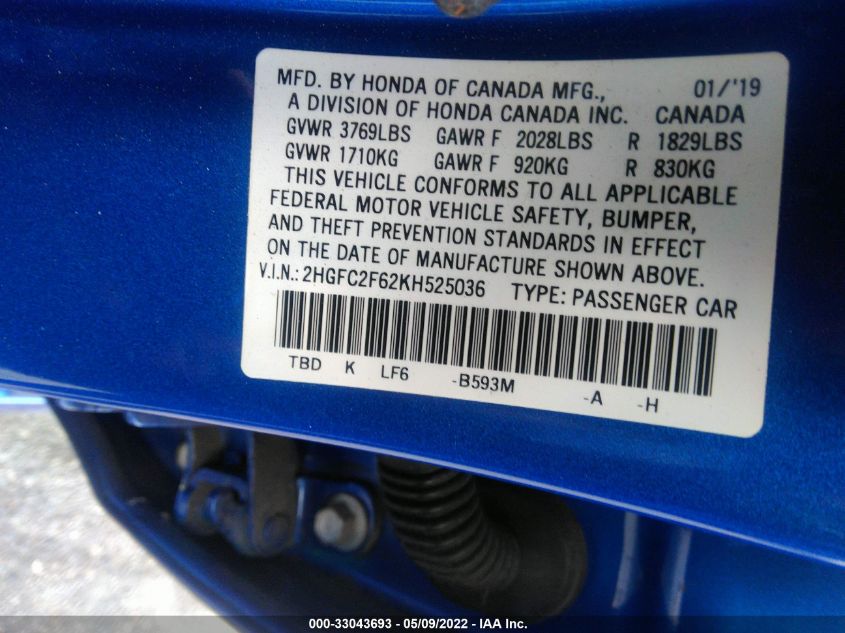 MFD. BY HONDA OF CANADA MFG., 01/'19
A DIVISION OF HONDA CANADA INC. CANADA
GVWR 3769LBS GAWR F 2028LBS R 1829LBS
GVWR 1710KG GAWR F 920KG R 830KG
THIS VEHICLE CONFORMS TO ALL APPLICABLE
FEDERAL MOTOR VEHICLE SAFETY, BUMPER,
AND THEFT PREVENTION STANDARDS IN EFFECT
ON THE DATE OF MANUFACTURE SHOWN ABOVE.
V.I.N.: 2HGFC2F62KH525036 TYPE: PASSENGER CAR
TBD K LF6 -B593M -A -H
000-33043693 - 05/09/2022 - IAA Inc.